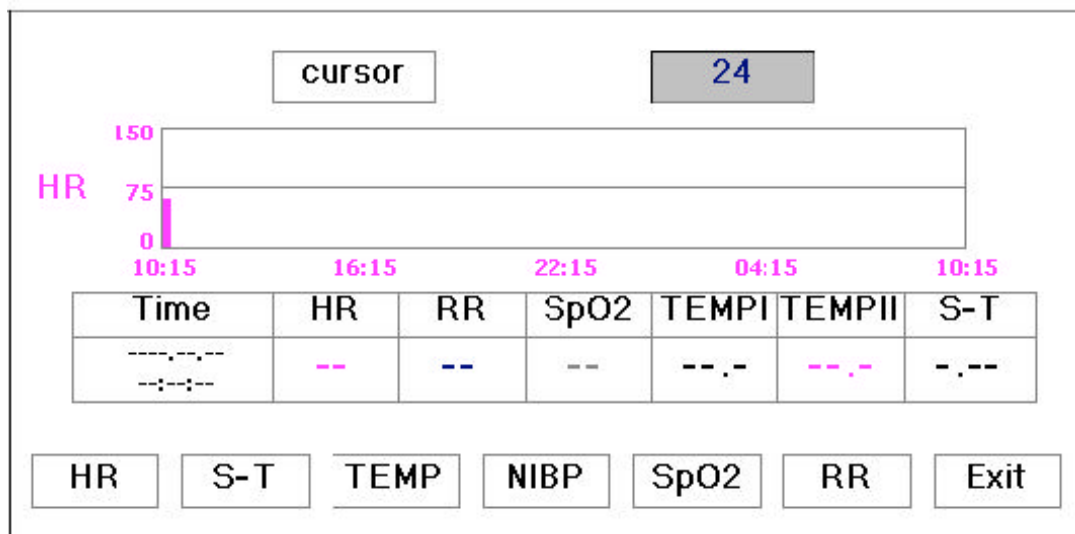 cursor 24
150
HR 75
0
10:15 16:15 22:15 04:15 10:15
Time HR RR SpO2 TEMPI TEMPII S-T
----.--.--
--:--:-- -- -- -- --.- --.- -.--
HR S-T TEMP NIBP SpO2 RR Exit